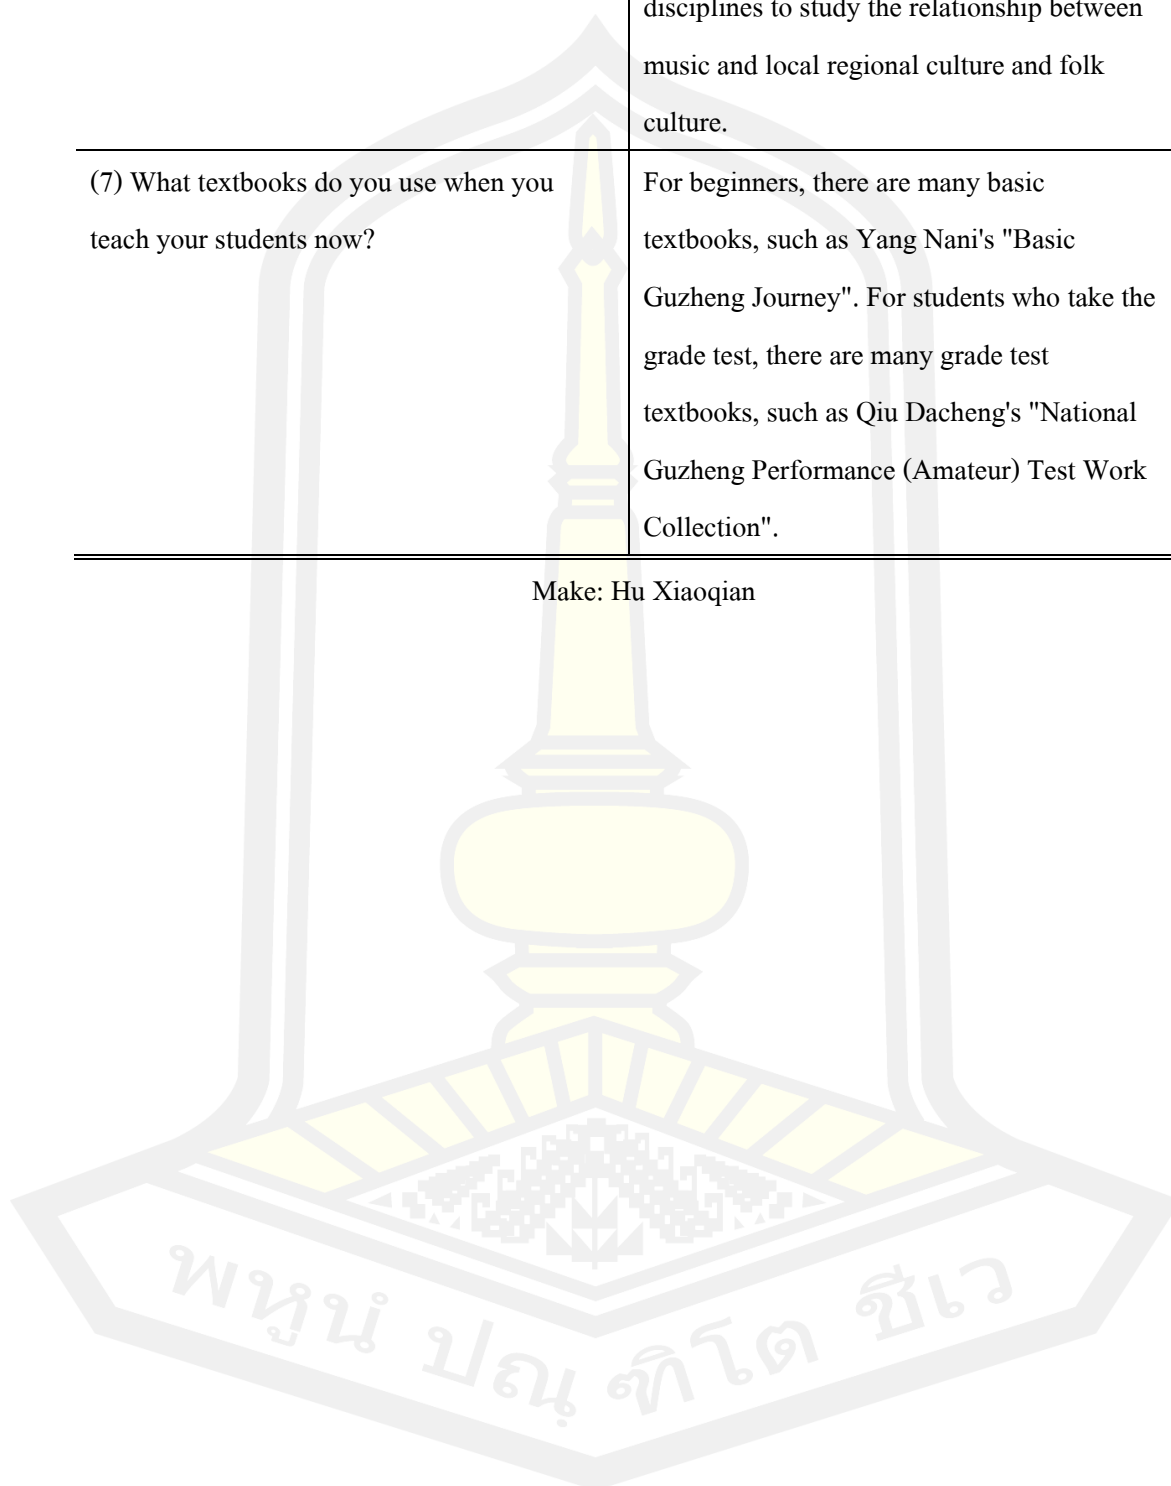 disciplines to study the relationship between
music and local regional culture and folk
culture.
(7) What textbooks do you use when you
teach your students now?
For beginners, there are many basic
textbooks, such as Yang Nani's "Basic
Guzheng Journey". For students who take the
grade test, there are many grade test
textbooks, such as Qiu Dacheng's "National
Guzheng Performance (Amateur) Test Work
Collection".
Make: Hu Xiaoqian
พหูนํ ปณฺฑิโต ชีเว